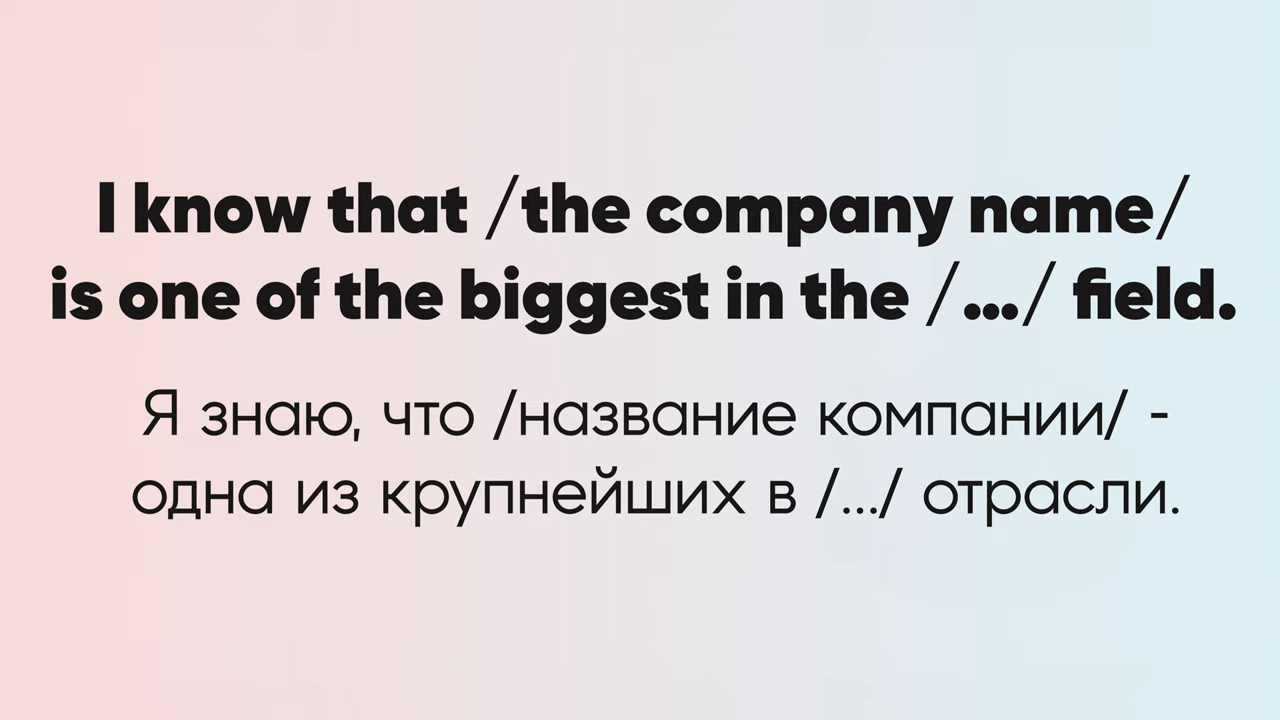 I know that /the company name/
is one of the biggest in the /.../ field.
Я знаю, что /название компании/ -
одна из крупнейших в /.../ отрасли.